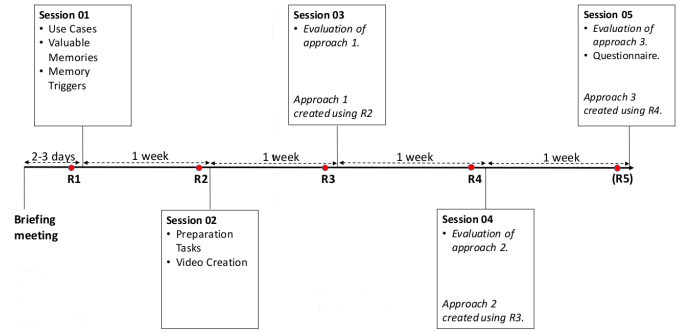 Session 01
• Use Cases
• Valuable
Memories
• Memory
Triggers
Session 03
• Evaluation of
approach 1.
Approach 1
created using R2
Session 05
• Evaluation of
approach 3.
• Questionnaire.
Approach 3
created using R4.
2-3 days
1 week
1 week
1 week
1 week
R1
R2
R3
R4
(R5)
Briefing
meeting
Session 02
• Preparation
Tasks
• Video Creation
Session 04
• Evaluation of
approach 2.
Approach 2
created using R3.